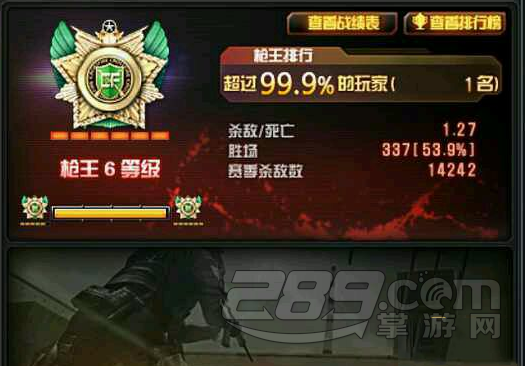 查看战绩表
查看排行榜
枪王排行
超过99.9%的玩家( 1名)
CF
杀敌/死亡 1.27
胜场 337[53.9%]
赛季杀敌数 14242
枪王 6 等级
289.com
掌游网